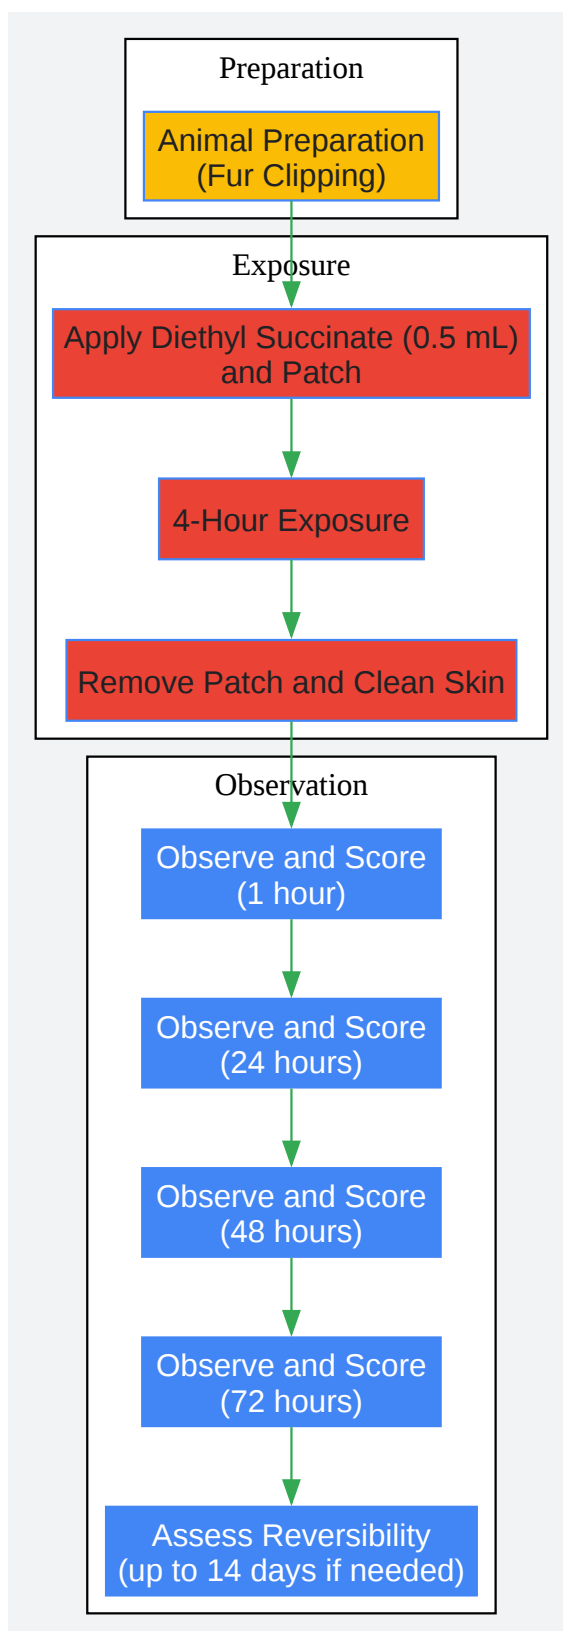 Preparation
Animal Preparation
(Fur Clipping)
Exposure
Apply Diethyl Succinate (0.5 mL)
and Patch
4-Hour Exposure
Remove Patch and Clean Skin
Observation
Observe and Score
(1 hour)
Observe and Score
(24 hours)
Observe and Score
(48 hours)
Observe and Score
(72 hours)
Assess Reversibility
(up to 14 days if needed)